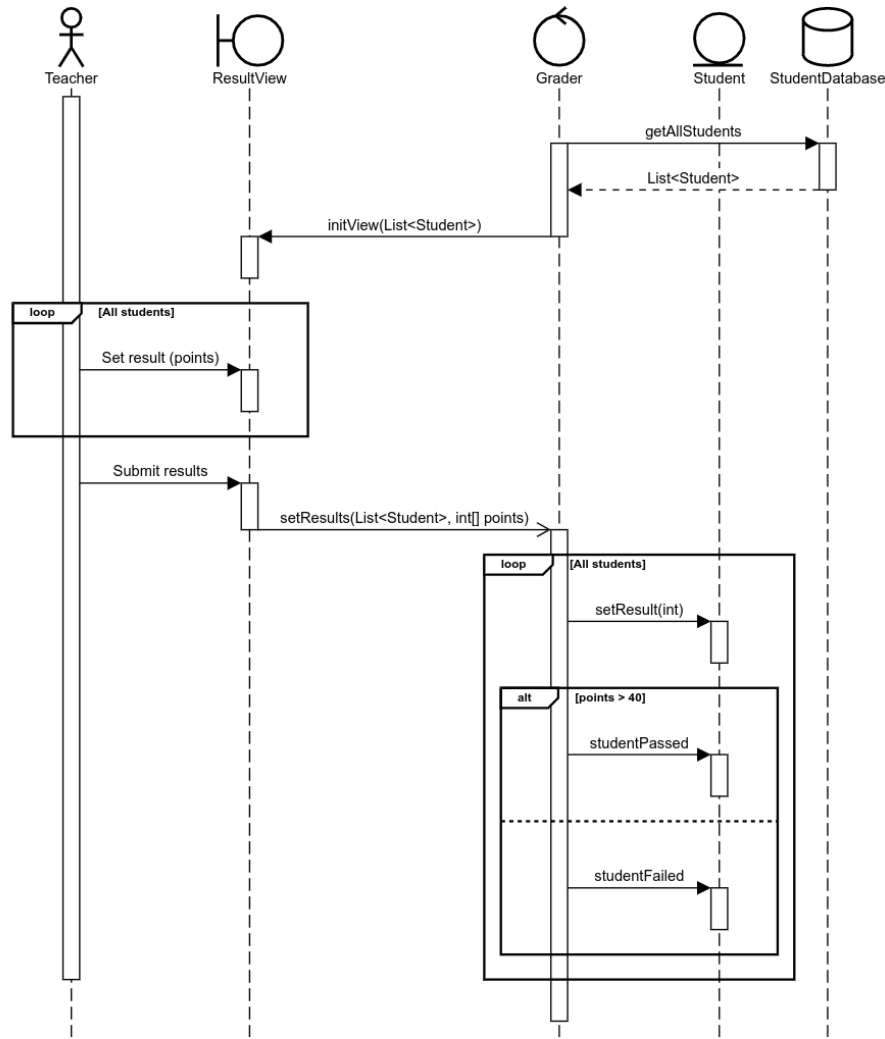 Teacher
ResultView
Grader
Student
StudentDatabase
getAllStudents
List<Student>
initView(List<Student>)
loop
[All students]
Set result (points)
Submit results
setResults(List<Student>, int[] points)
loop
[All students]
setResult(int)
alt
[points > 40]
studentPassed
studentFailed